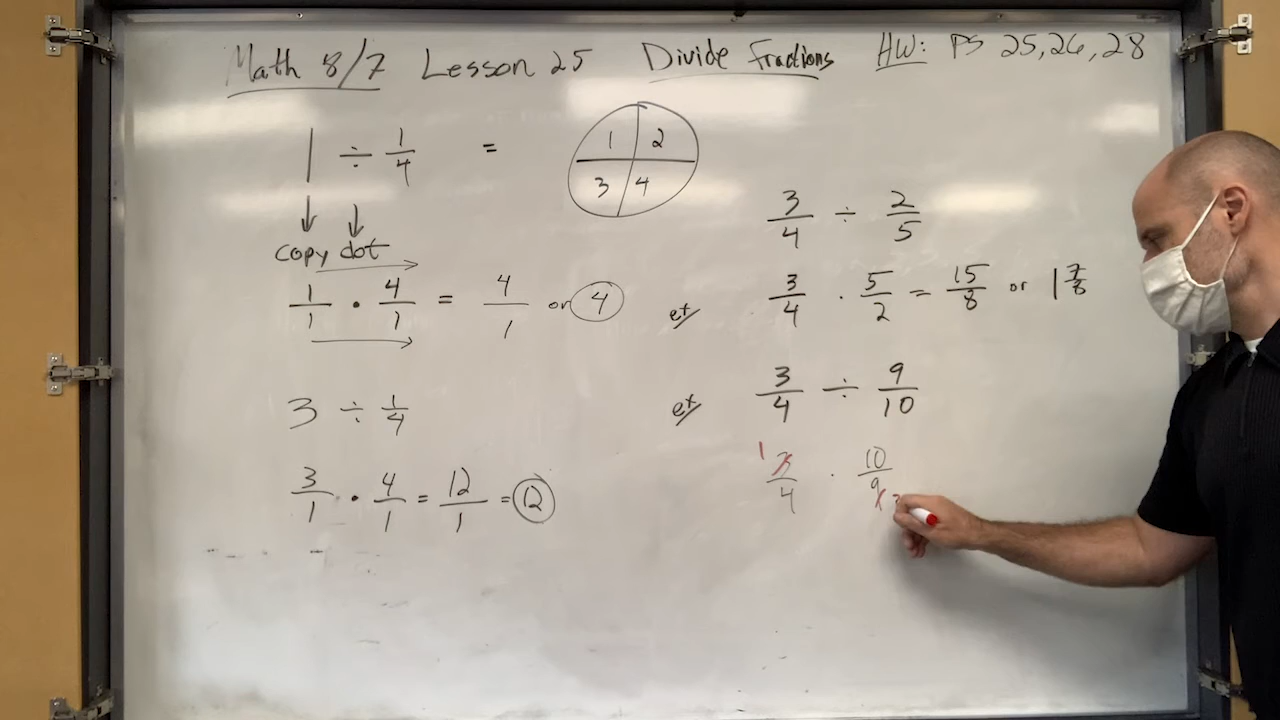 Math 8/7 Lesson 25 Divide Fractions HW: PS 25, 26, 28
1 ÷ 1/4 =
1 2
3 4
copy dot
1/1 · 4/1 = 4/1 or 4
3 ÷ 1/4
3/1 · 4/1 = 12/1 = 12
3/4 ÷ 2/5
ex/ 3/4 · 5/2 = 15/8 or 1 7/8
ex/ 3/4 ÷ 9/10
1 3/4 · 10/9 3